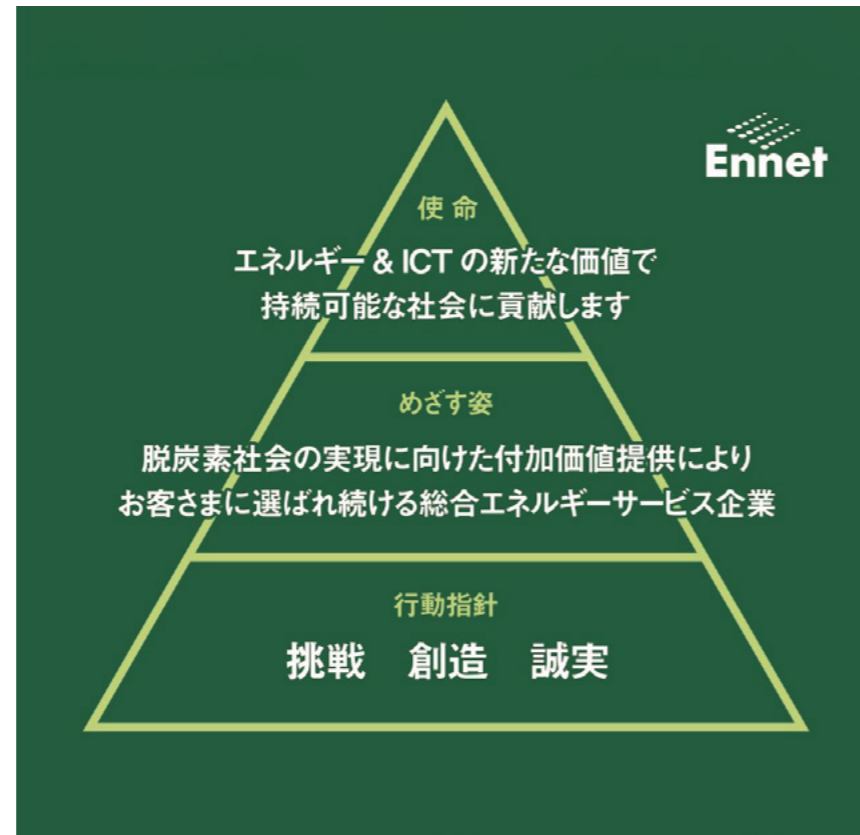 Ennet
使命
エネルギー & ICT の新たな価値で
持続可能な社会に貢献します
めざす姿
脱炭素社会の実現に向けた付加価値提供により
お客さまに選ばれ続ける総合エネルギーサービス企業
行動指針
挑戦　創造　誠実